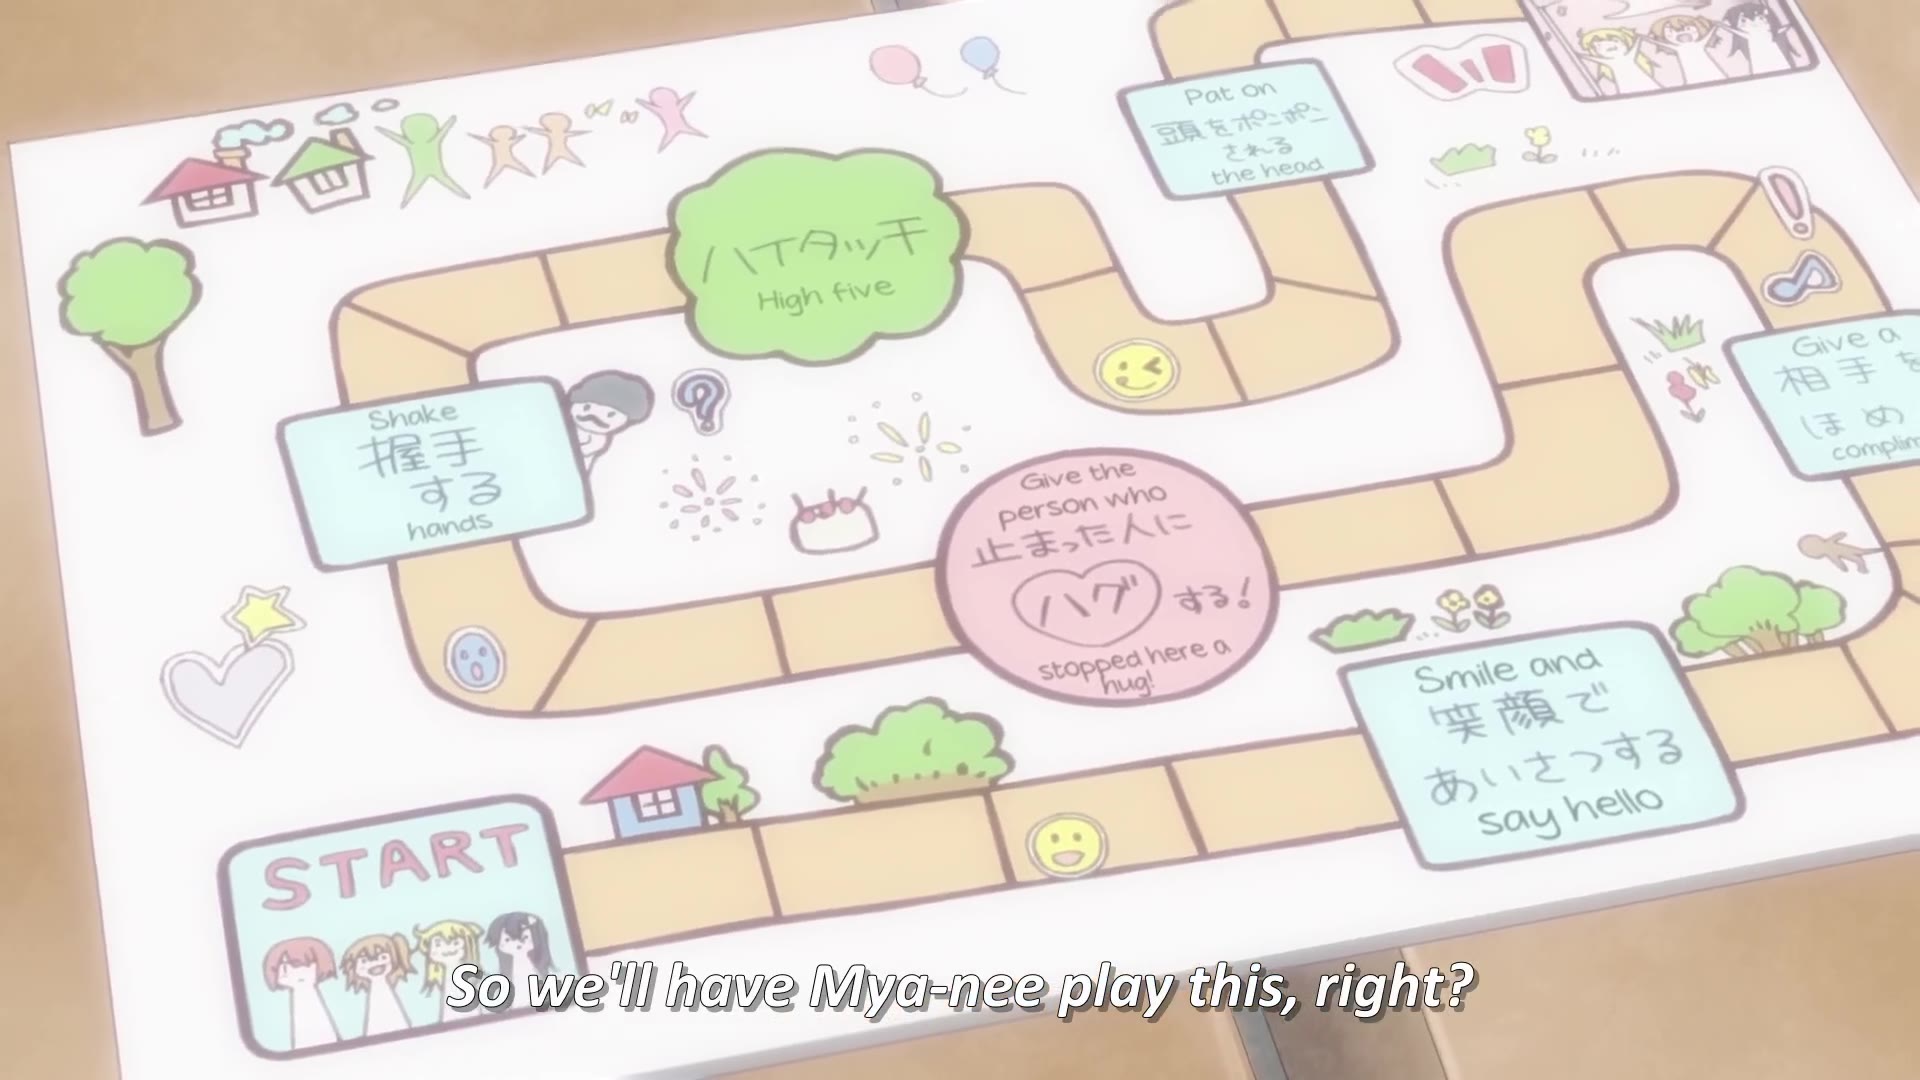 Pat on
頭をポンポン
される
the head
ハイタッチ
High five
Give a
相手を
ほめ
Shake
握手
する
hands
Give the
person who
止まった人に
ハグする!
stopped here a
hug!
Smile and
笑顔で
あいさつする
say hello
START
So we'll have Mya-nee play this, right?